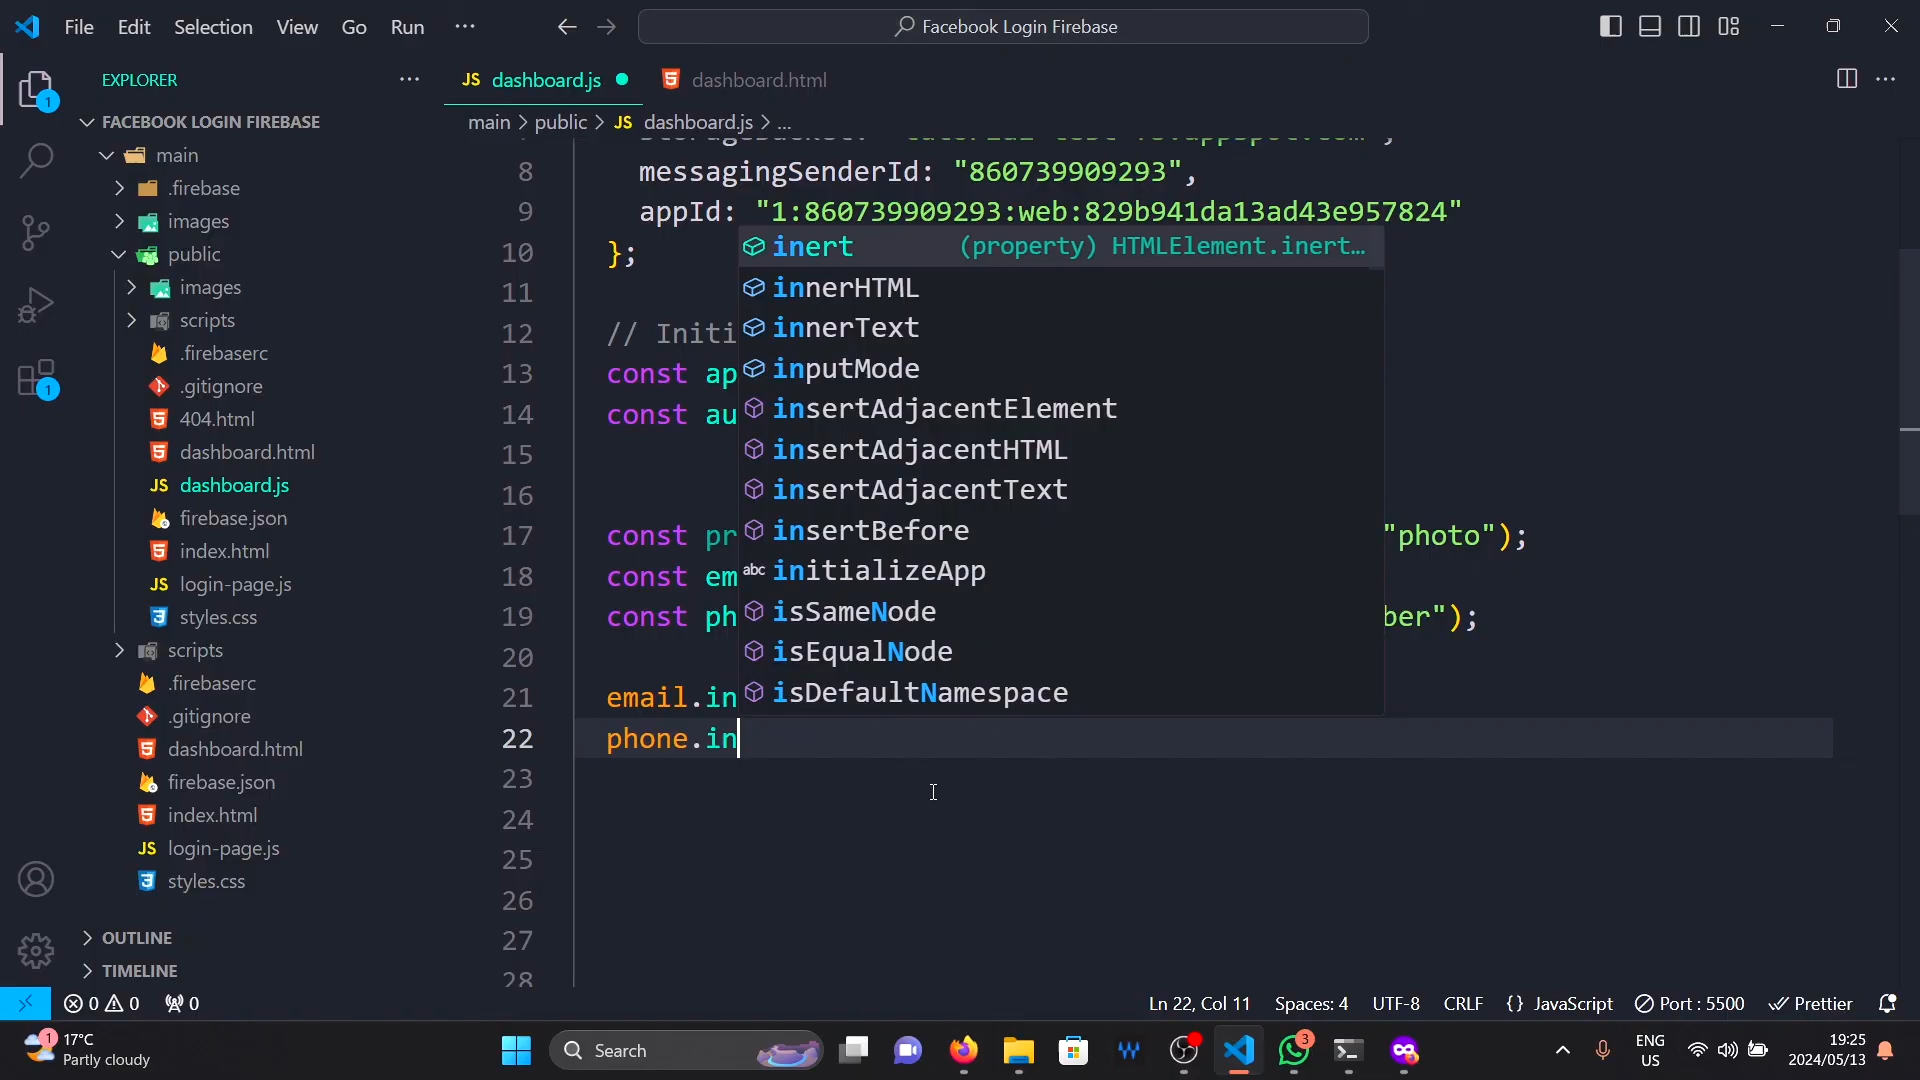 File Edit Selection View Go Run ···
Facebook Login Firebase
EXPLORER
JS dashboard.js
dashboard.html
FACEBOOK LOGIN FIREBASE
main > public > JS dashboard.js > ...
main
.firebase
images
public
images
scripts
.firebaserc
.gitignore
404.html
dashboard.html
JS dashboard.js
firebase.json
index.html
JS login-page.js
styles.css
scripts
.firebaserc
.gitignore
dashboard.html
firebase.json
index.html
JS login-page.js
styles.css
OUTLINE
TIMELINE
8 messagingSenderId: "860739909293",
9 appId: "1:860739909293:web:829b941da13ad43e957824"
10 };
11
12 // Initi
13 const ap
14 const au
15
16
17 const pr "photo");
18 const em
19 const ph ber");
20
21 email.in
22 phone.in
23
24
25
26
27
28
inert (property) HTMLElement.inert…
innerHTML
innerText
inputMode
insertAdjacentElement
insertAdjacentHTML
insertAdjacentText
insertBefore
abc initializeApp
isSameNode
isEqualNode
isDefaultNamespace
0 0 0
Ln 22, Col 11 Spaces: 4 UTF-8 CRLF {} JavaScript Port : 5500 Prettier
1 17°C
Partly cloudy
Search
3
ENG
US
19:25
2024/05/13